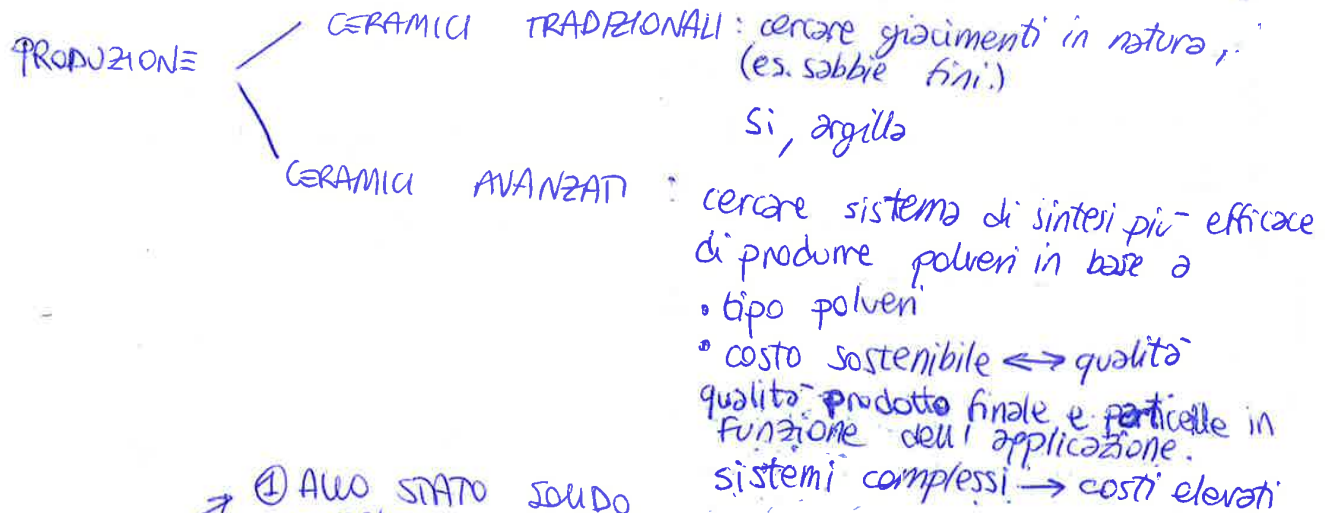 PRODUZIONE
CERAMICI TRADIZIONALI : cercare giacimenti in natura,
(es. sabbie fini.)
Si, argilla
CERAMICI AVANZATI :
cercare sistema di sintesi più efficace
di produrre polveri in base a
• tipo polveri
• costo sostenibile <=> qualità
qualità prodotto finale e particelle in
funzione dell'applicazione.
sistemi complessi → costi elevati
→ ① ALLO STATO SOLIDO